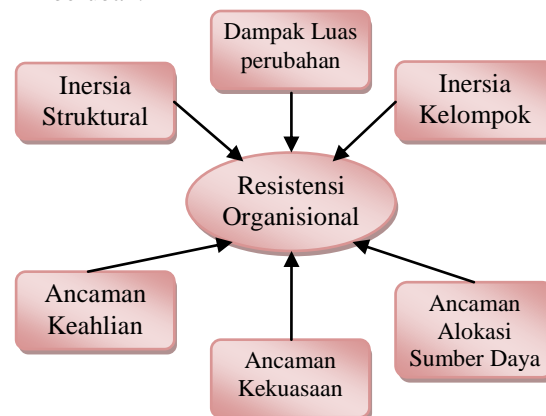 Dampak Luas
perubahan
Inersia
Struktural
Inersia
Kelompok
Resistensi
Organisional
Ancaman
Keahlian
Ancaman
Kekuasaan
Ancaman
Alokasi
Sumber Daya